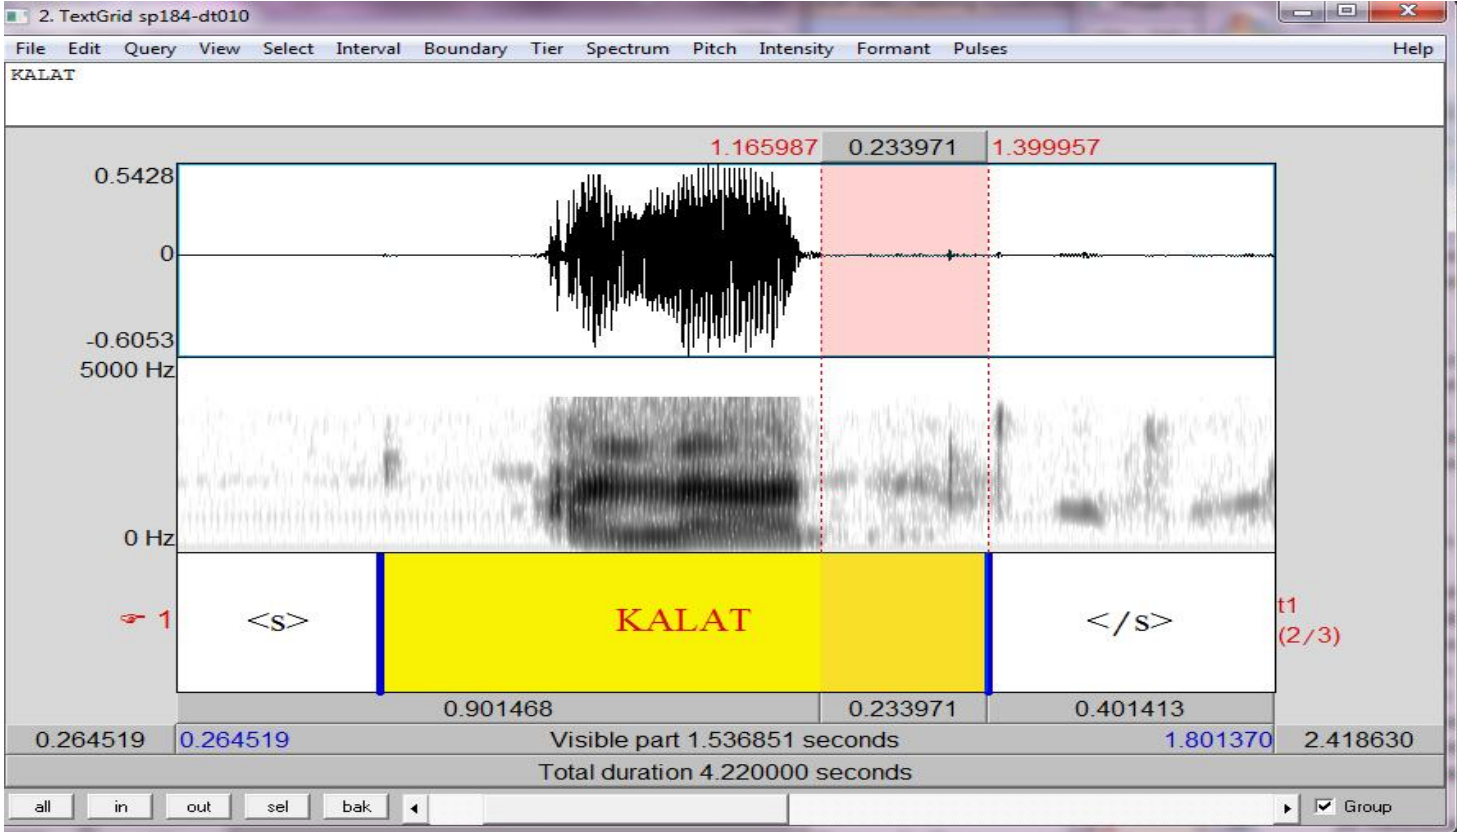 2. TextGrid sp184-dt010
File Edit Query View Select Interval Boundary Tier Spectrum Pitch Intensity Formant Pulses Help
KALAT
1.165987 0.233971 1.399957
0.5428
0
-0.6053
5000 Hz
0 Hz
☞ 1 <s> KALAT </s> t1
(2/3)
0.901468 0.233971 0.401413
0.264519 0.264519 Visible part 1.536851 seconds 1.801370 2.418630
Total duration 4.220000 seconds
all in out sel bak Group